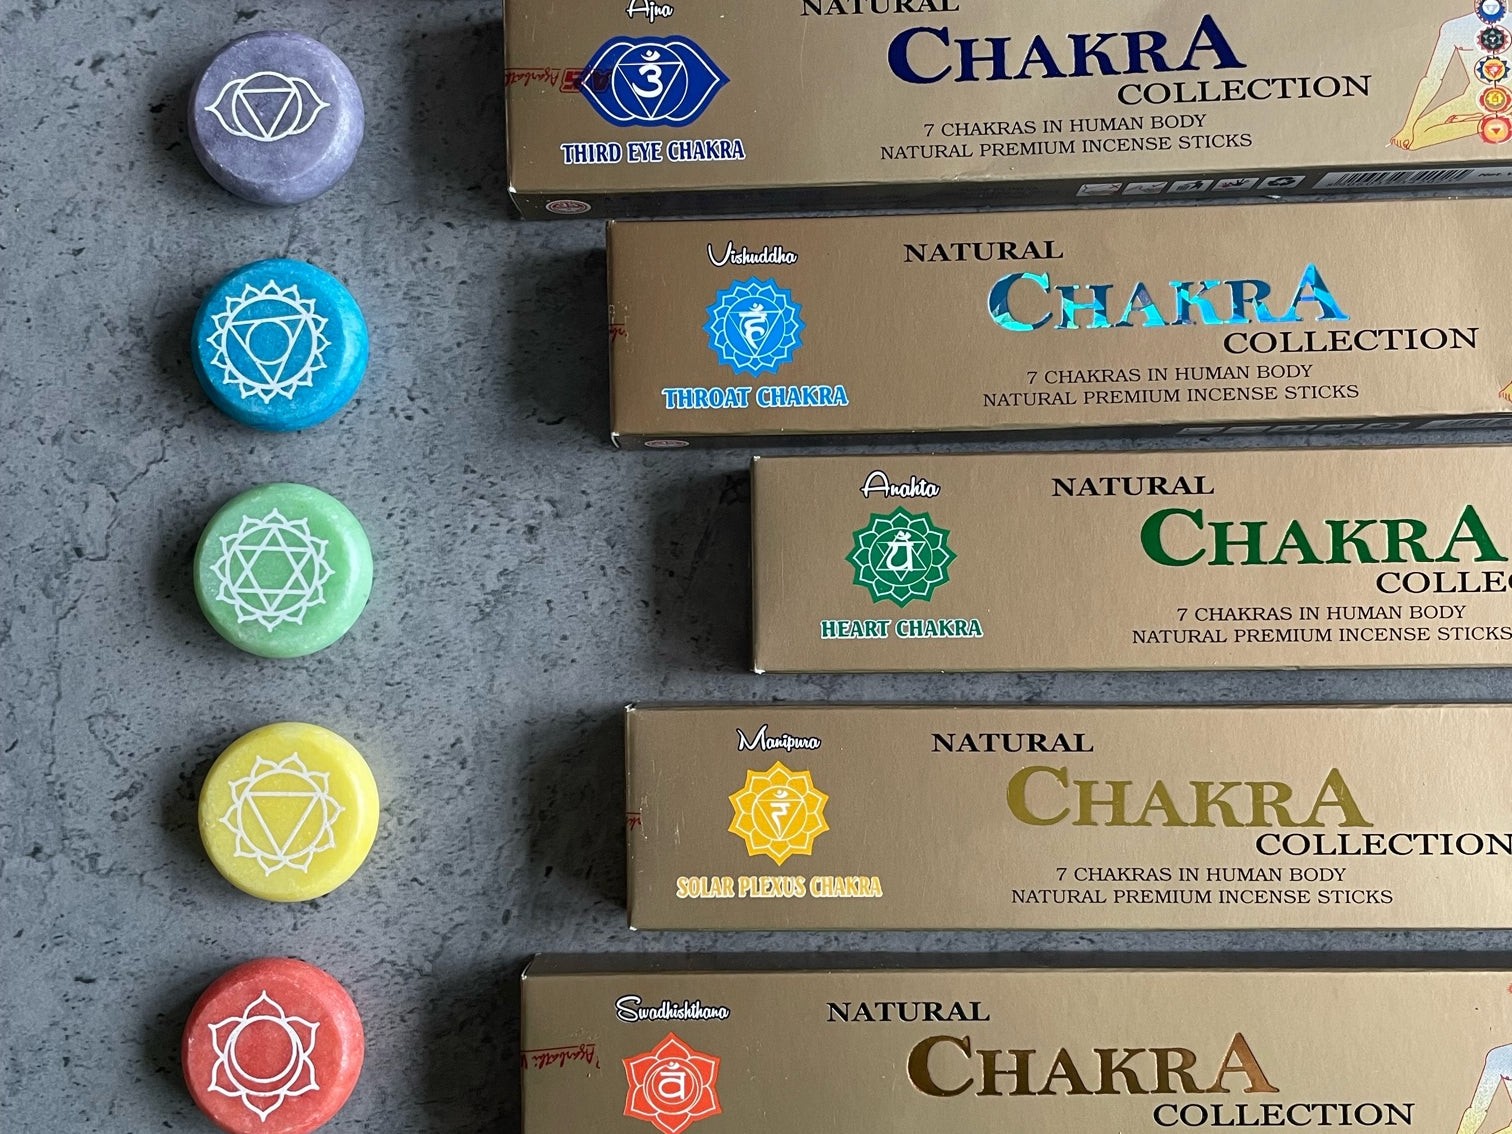 Ajna
ॐ
THIRD EYE CHAKRA
NATURAL
CHAKRA
COLLECTION
7 CHAKRAS IN HUMAN BODY
NATURAL PREMIUM INCENSE STICKS
Vishuddha
हं
THROAT CHAKRA
NATURAL
CHAKRA
COLLECTION
7 CHAKRAS IN HUMAN BODY
NATURAL PREMIUM INCENSE STICKS
Anahta
यं
HEART CHAKRA
NATURAL
CHAKRA
COLLEC
7 CHAKRAS IN HUMAN BODY
NATURAL PREMIUM INCENSE STICKS
Manipura
रं
SOLAR PLEXUS CHAKRA
NATURAL
CHAKRA
COLLECTION
7 CHAKRAS IN HUMAN BODY
NATURAL PREMIUM INCENSE STICKS
Swadhishthana
वं
NATURAL
CHAKRA
COLLECTION